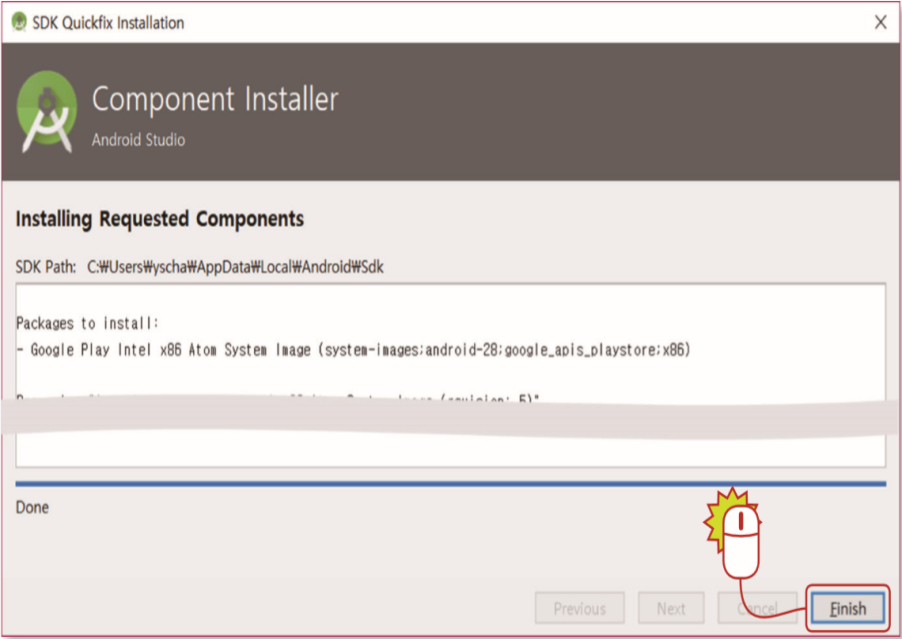 SDK Quickfix Installation
Component Installer
Android Studio
Installing Requested Components
SDK Path: C:₩Users₩yscha₩AppData₩Local₩Android₩Sdk
Packages to install:
- Google Play Intel x86 Atom System Image (system-images;android-28;google_apis_playstore;x86)
(revision: 5)"
Done
Previous Next Cancel Finish